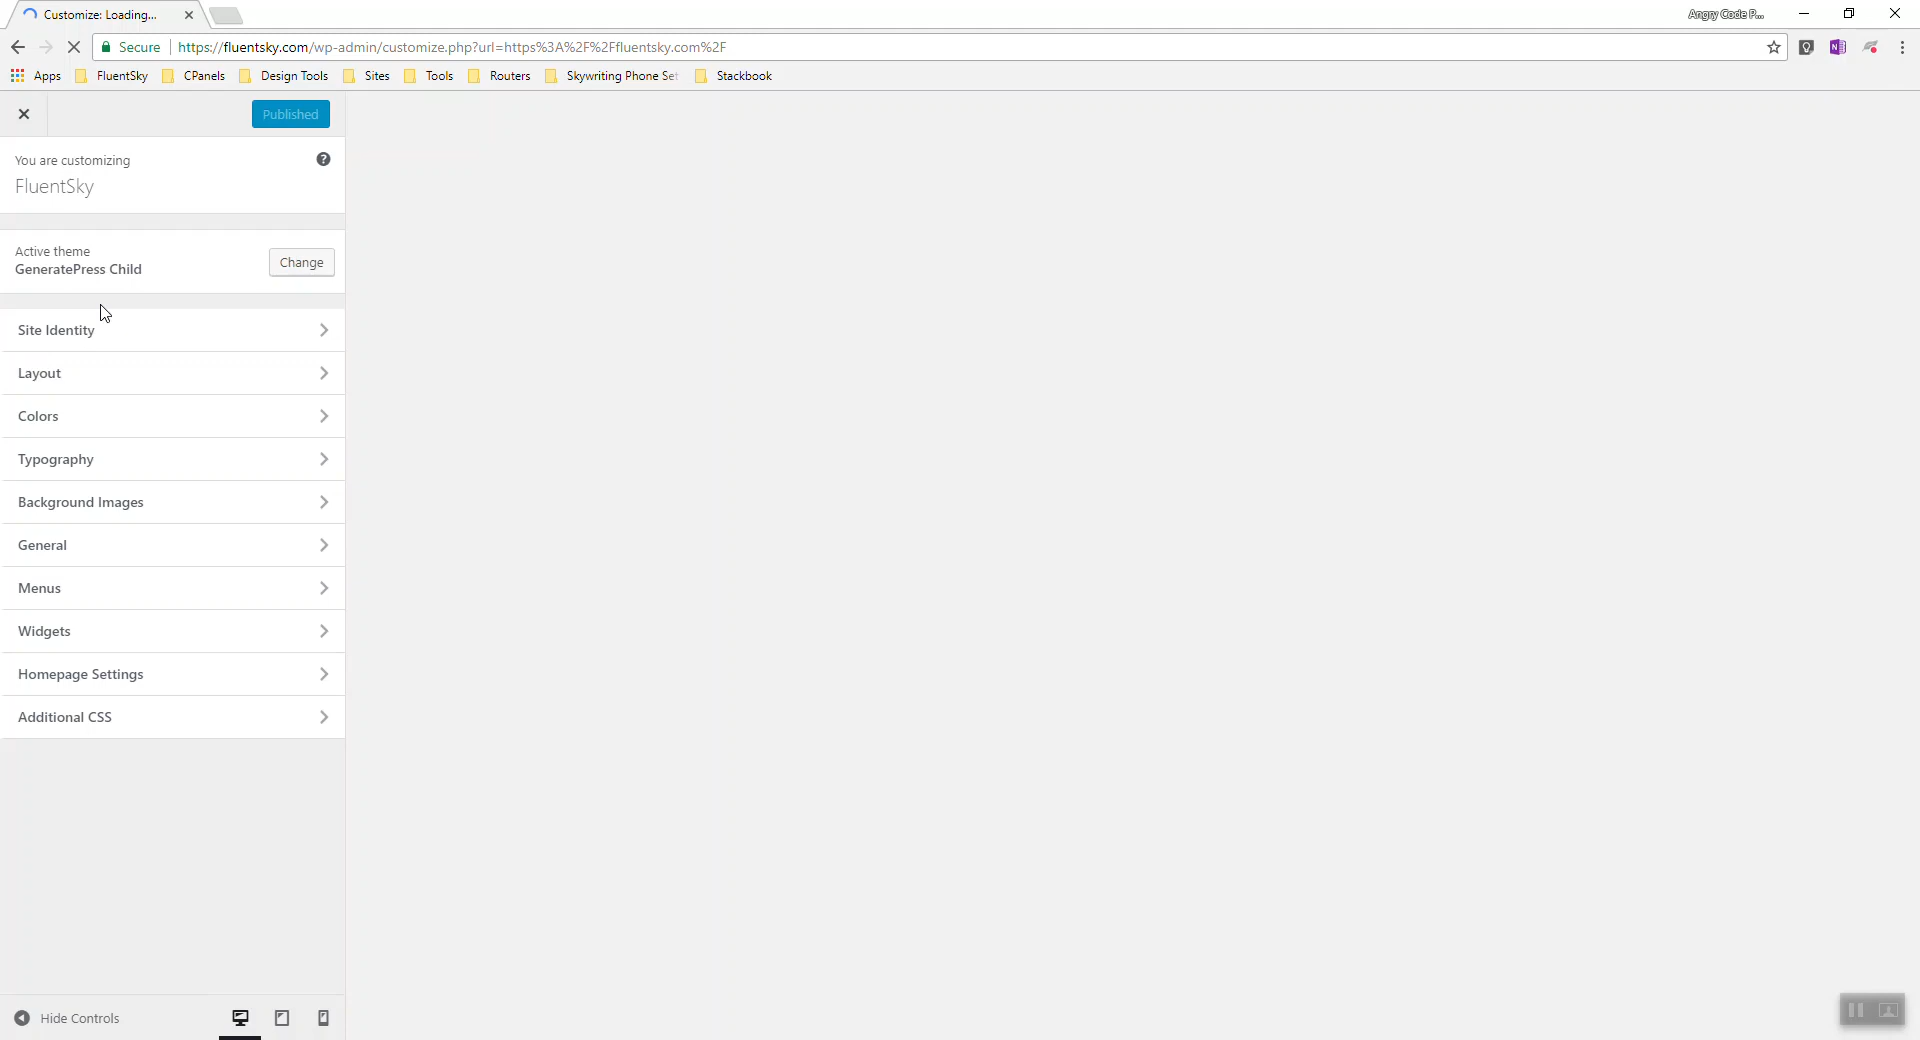 Customize: Loading...
Angry Code P...
Secure https://fluentsky.com/wp-admin/customize.php?url=https%3A%2F%2Ffluentsky.com%2F
Apps FluentSky CPanels Design Tools Sites Tools Routers Skywriting Phone Set Stackbook
Published
You are customizing
FluentSky
Active theme
GeneratePress Child
Change
Site Identity
Layout
Colors
Typography
Background Images
General
Menus
Widgets
Homepage Settings
Additional CSS
Hide Controls